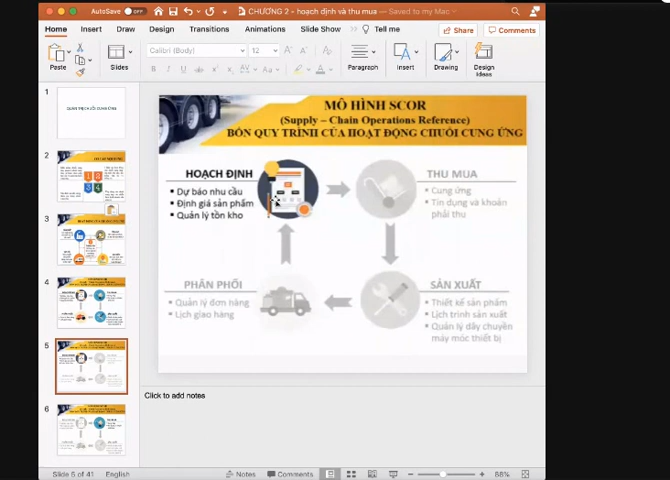 AutoSave OFF
CHƯƠNG 2 - hoạch định và thu mua — Saved to my Mac
Home Insert Draw Design Transitions Animations Slide Show Tell me Share Comments
Calibri (Body) 12
Paste Slides Paragraph Insert Drawing Design Ideas
1
2
3
4
5
6
MÔ HÌNH SCOR
(Supply – Chain Operations Reference)
BỐN QUY TRÌNH CỦA HOẠT ĐỘNG CHUỖI CUNG ỨNG
HOẠCH ĐỊNH
Dự báo nhu cầu
Định giá sản phẩm
Quản lý tồn kho
THU MUA
Cung ứng
Tín dụng và khoản
phải thu
PHÂN PHỐI
Quản lý đơn hàng
Lịch giao hàng
SẢN XUẤT
Thiết kế sản phẩm
Lịch trình sản xuất
Quản lý dây chuyền
máy móc thiết bị
Click to add notes
Slide 5 of 41 English Notes Comments 88%